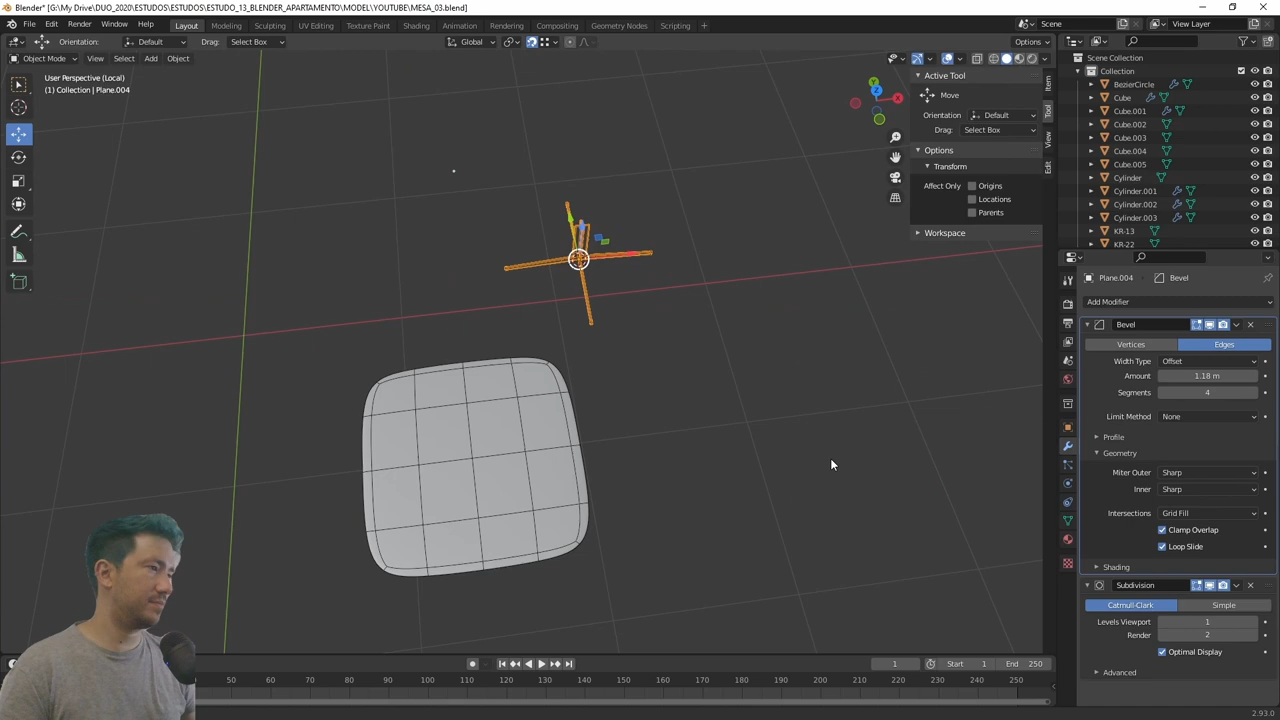 Blender* [G:\My Drive\DUO_2020\ESTUDOS\ESTUDOS\ESTUDO_13_BLENDER_APARTAMENTO\MODEL\YOUTUBE\MESA_03.blend]
File Edit Render Window Help Layout Modeling Sculpting UV Editing Texture Paint Shading Animation Rendering Compositing Geometry Nodes Scripting + Scene View Layer
Orientation: Default Drag: Select Box Global Options
Object Mode View Select Add Object
User Perspective (Local)
(1) Collection | Plane.004
Z
X
Y
Active Tool
Move
Orientation Default
Drag: Select Box
Options
Transform
Affect Only Origins
Locations
Parents
Workspace
Item
Tool
View
Edit
Scene Collection
Collection
BezierCircle
Cube
Cube.001
Cube.002
Cube.003
Cube.004
Cube.005
Cylinder
Cylinder.001
Cylinder.002
Cylinder.003
KR-13
KR-22
Plane.004 Bevel
Add Modifier
Bevel
Vertices Edges
Width Type Offset
Amount 1.18 m
Segments 4
Limit Method None
Profile
Geometry
Miter Outer Sharp
Inner Sharp
Intersections Grid Fill
Clamp Overlap
Loop Slide
Shading
Subdivision
Catmull-Clark Simple
Levels Viewport 1
Render 2
Optimal Display
Advanced
1 Start 1 End 250
50 60 70 80 90 100 110 120 130 140 150 160 170 180 190 200 210 220 230 240 250
2.93.0